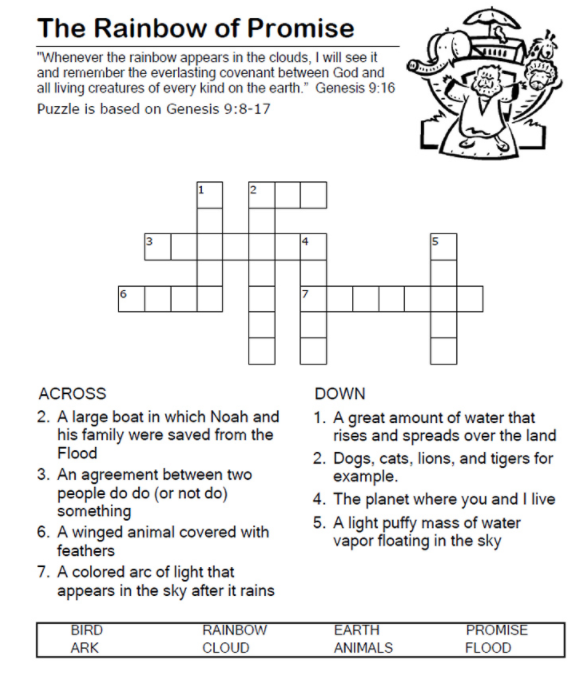 The Rainbow of Promise
"Whenever the rainbow appears in the clouds, I will see it
and remember the everlasting covenant between God and
all living creatures of every kind on the earth." Genesis 9:16
Puzzle is based on Genesis 9:8-17
1
2
3
4
5
6
7
ACROSS
2. A large boat in which Noah and
his family were saved from the
Flood
3. An agreement between two
people do do (or not do)
something
6. A winged animal covered with
feathers
7. A colored arc of light that
appears in the sky after it rains
DOWN
1. A great amount of water that
rises and spreads over the land
2. Dogs, cats, lions, and tigers for
example.
4. The planet where you and I live
5. A light puffy mass of water
vapor floating in the sky
BIRD RAINBOW EARTH PROMISE
ARK CLOUD ANIMALS FLOOD